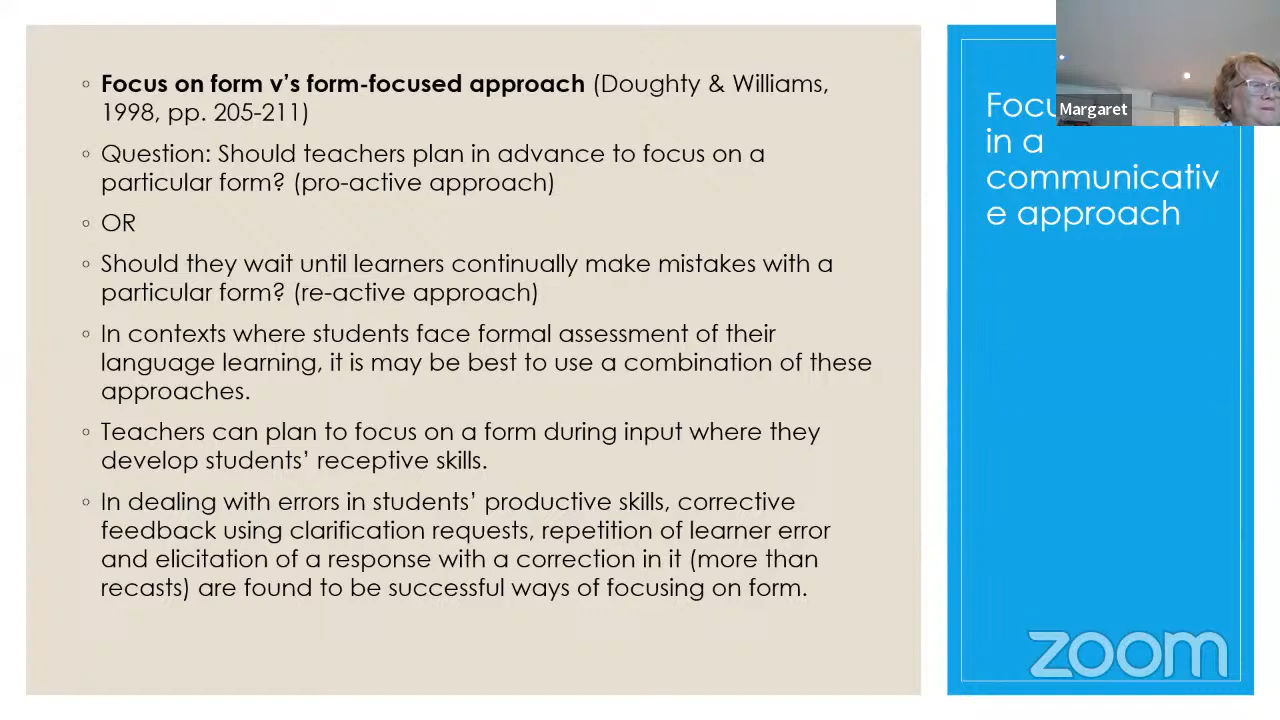 Focus on form v's form-focused approach (Doughty & Williams,
1998, pp. 205-211)
Question: Should teachers plan in advance to focus on a
particular form? (pro-active approach)
OR
Should they wait until learners continually make mistakes with a
particular form? (re-active approach)
In contexts where students face formal assessment of their
language learning, it is may be best to use a combination of these
approaches.
Teachers can plan to focus on a form during input where they
develop students' receptive skills.
In dealing with errors in students' productive skills, corrective
feedback using clarification requests, repetition of learner error
and elicitation of a response with a correction in it (more than
recasts) are found to be successful ways of focusing on form.
in a
communicativ
e approach
Margaret
zoom